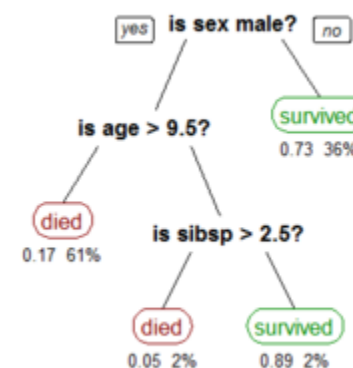 yes is sex male? no
is age > 9.5?
survived
0.73 36%
died
0.17 61%
is sibsp > 2.5?
died
0.05 2%
survived
0.89 2%